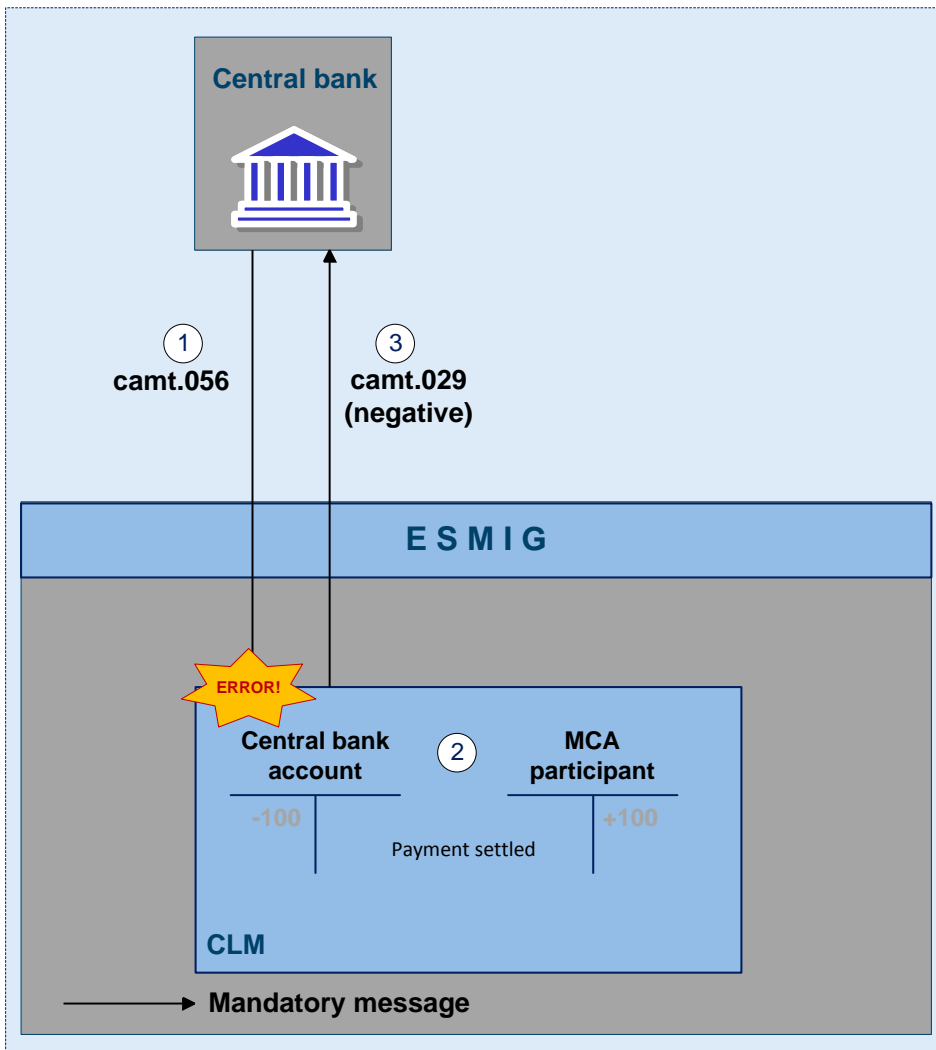 Central bank
1
camt.056
3
camt.029
(negative)
E S M I G
ERROR!
Central bank
account
2
MCA
participant
-100
+100
Payment settled
CLM
Mandatory message